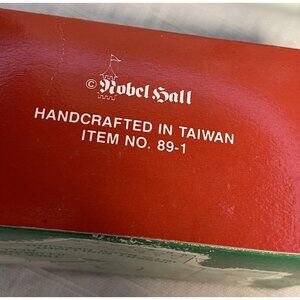 © Nobel Hall
HANDCRAFTED IN TAIWAN
ITEM NO. 89-1